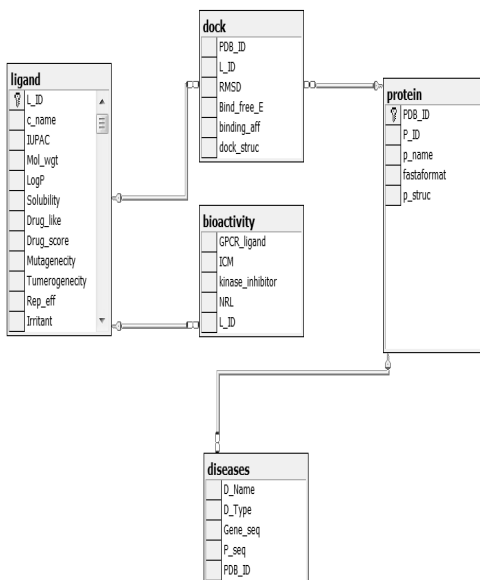 dock
PDB_ID
L_ID
RMSD
Bind_free_E
binding_aff
dock_struc
ligand
L_ID
c_name
IUPAC
Mol_wgt
LogP
Solubility
Drug_like
Drug_score
Mutagenecity
Tumerogenecity
Rep_eff
Irritant
protein
PDB_ID
P_ID
p_name
fastaformat
p_struc
bioactivity
GPCR_ligand
ICM
kinase_inhibitor
NRL
L_ID
diseases
D_Name
D_Type
Gene_seq
P_seq
PDB_ID